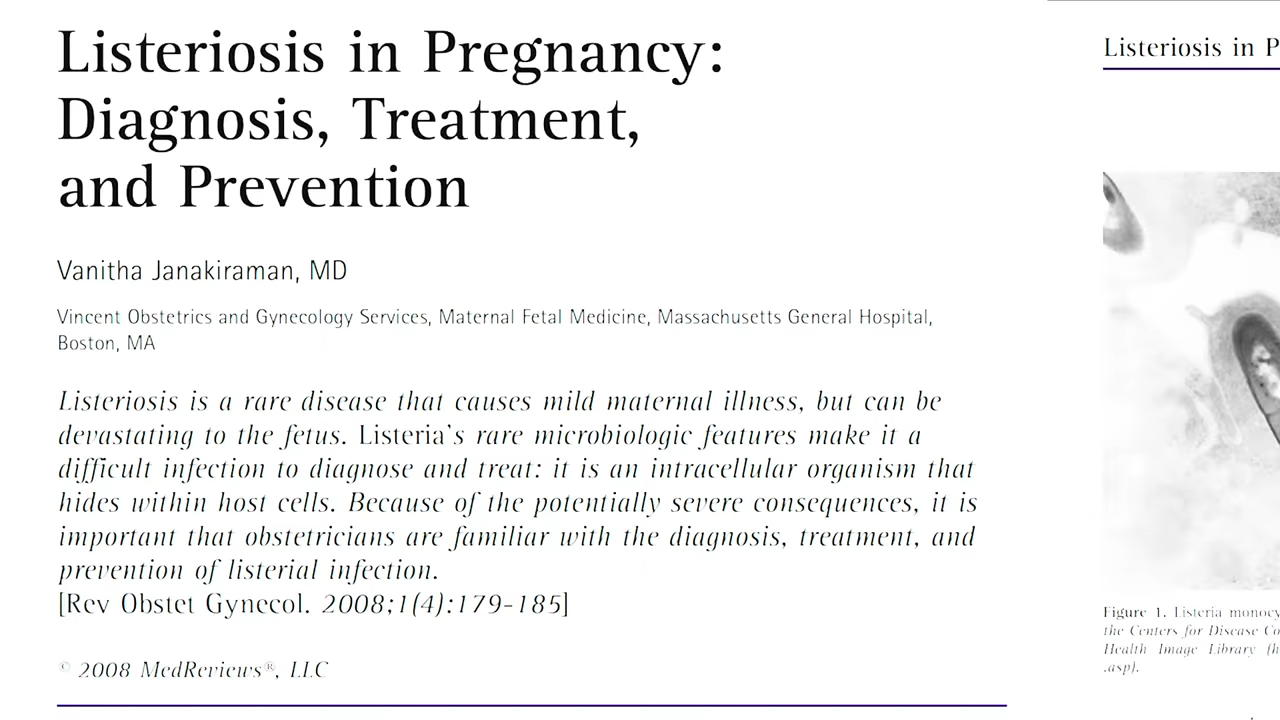 Listeriosis in Pregnancy:
Diagnosis, Treatment,
and Prevention
Vanitha Janakiraman, MD
Vincent Obstetrics and Gynecology Services, Maternal Fetal Medicine, Massachusetts General Hospital,
Boston, MA
Listeriosis is a rare disease that causes mild maternal illness, but can be
devastating to the fetus. Listeria's rare microbiologic features make it a
difficult infection to diagnose and treat: it is an intracellular organism that
hides within host cells. Because of the potentially severe consequences, it is
important that obstetricians are familiar with the diagnosis, treatment, and
prevention of listerial infection.
[Rev Obstet Gynecol. 2008;1(4):179-185]
© 2008 MedReviews®, LLC
Listeriosis in P
Figure 1. Listeria monocy
the Centers for Disease Co
Health Image Library (h
.asp).